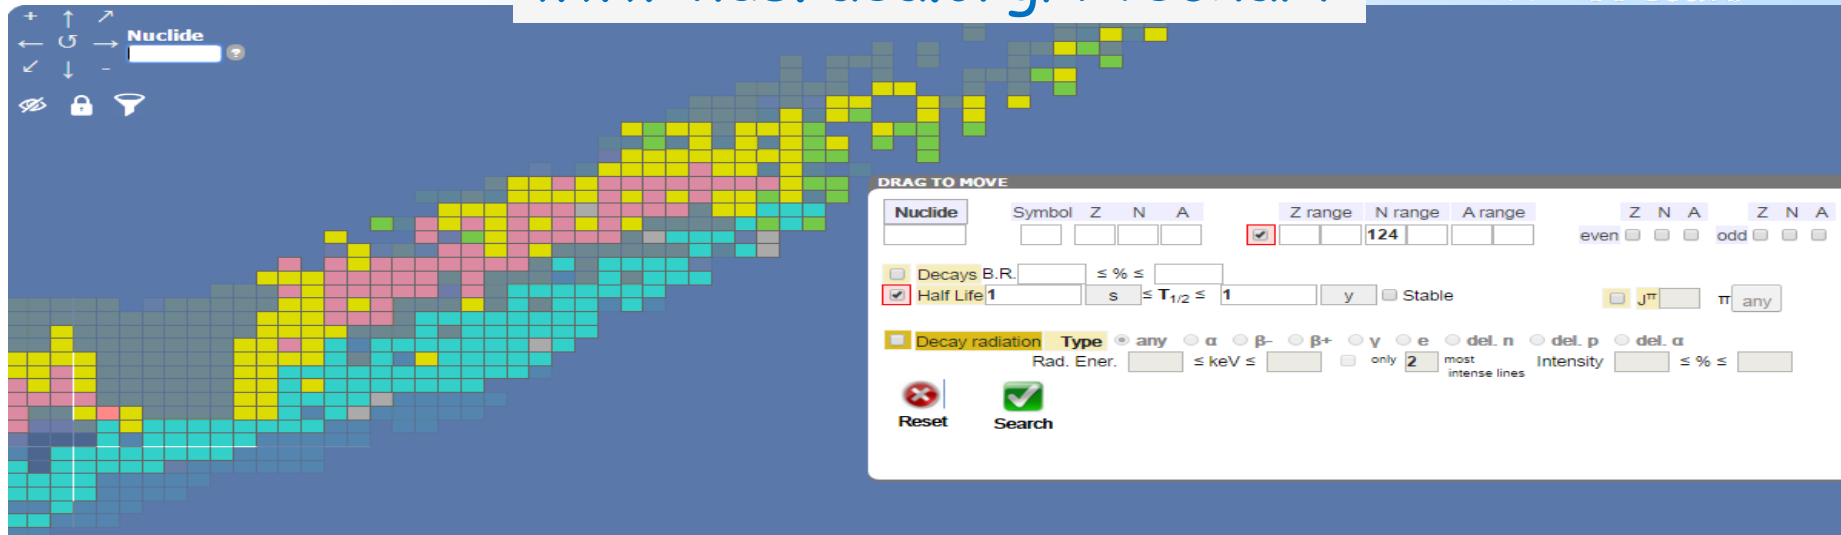 +
Nuclide
?
-
DRAG TO MOVE
Nuclide Symbol Z N A Z range N range A range Z N A Z N A
124 even odd
Decays B.R. ≤ % ≤
Half Life 1 s ≤ T1/2 ≤ 1 y Stable Jπ π any
Decay radiation Type any α β- β+ γ e del. n del. p del. α
Rad. Ener. ≤ keV ≤ only 2 most intense lines Intensity ≤ % ≤
Reset Search